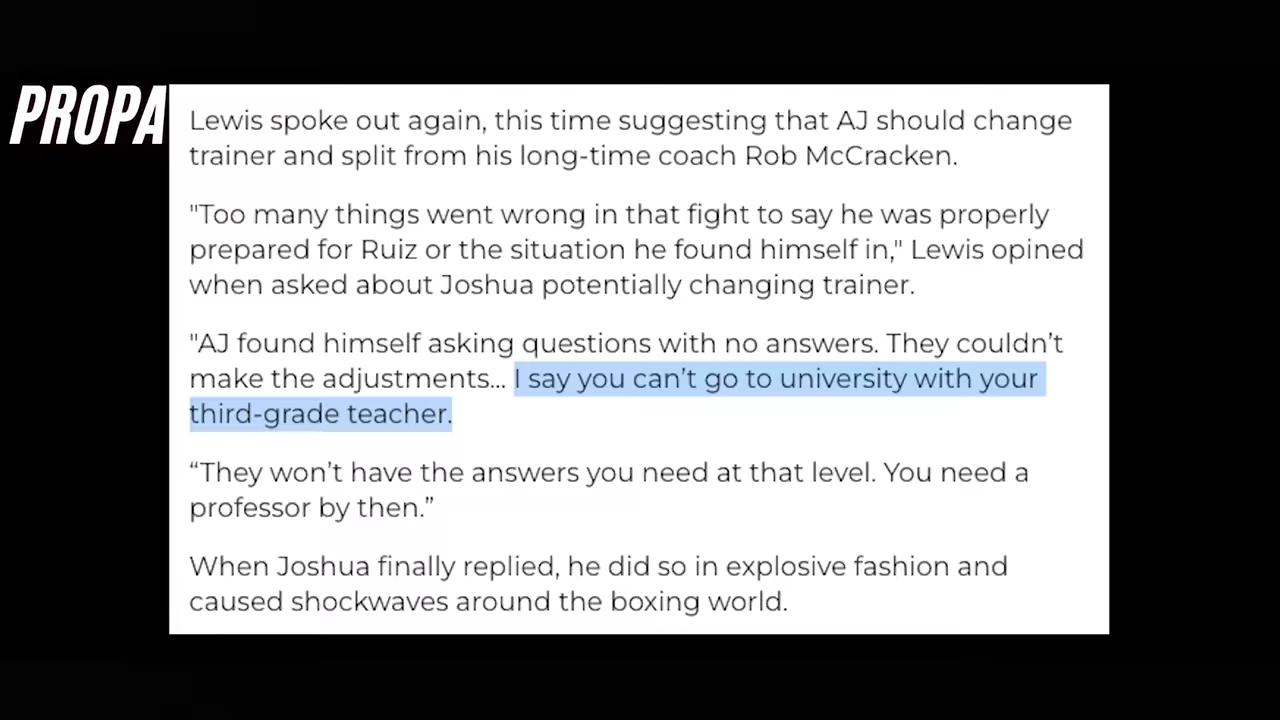 PROPA
Lewis spoke out again, this time suggesting that AJ should change
trainer and split from his long-time coach Rob McCracken.
"Too many things went wrong in that fight to say he was properly
prepared for Ruiz or the situation he found himself in," Lewis opined
when asked about Joshua potentially changing trainer.
"AJ found himself asking questions with no answers. They couldn’t
make the adjustments... I say you can’t go to university with your
third-grade teacher.
“They won’t have the answers you need at that level. You need a
professor by then.”
When Joshua finally replied, he did so in explosive fashion and
caused shockwaves around the boxing world.